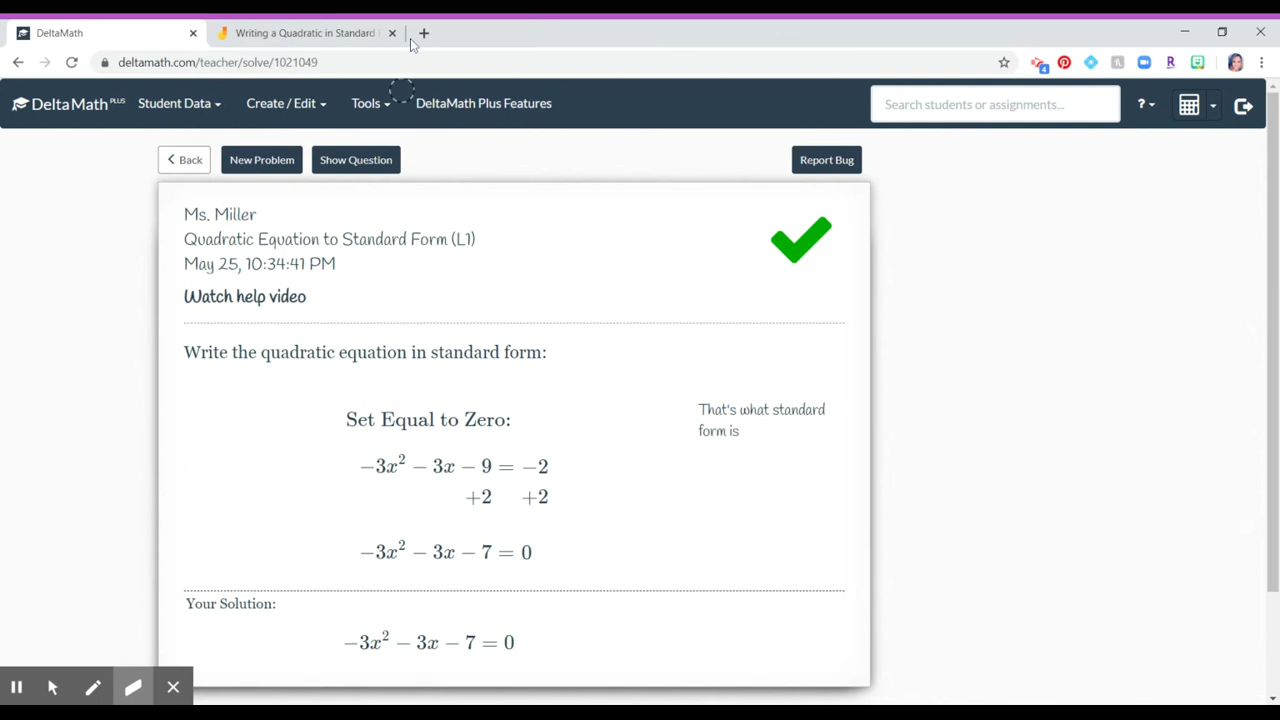 DeltaMath
Writing a Quadratic in Standard
deltamath.com/teacher/solve/1021049
4
R
DeltaMath PLUS
Student Data
Create / Edit
Tools
DeltaMath Plus Features
Search students or assignments...
?
Back
New Problem
Show Question
Report Bug
Ms. Miller
Quadratic Equation to Standard Form (L1)
May 25, 10:34:41 PM
Watch help video
Write the quadratic equation in standard form:
Set Equal to Zero:
That's what standard
form is
−3x² − 3x − 9 = −2
+2 +2
−3x² − 3x − 7 = 0
Your Solution:
−3x² − 3x − 7 = 0